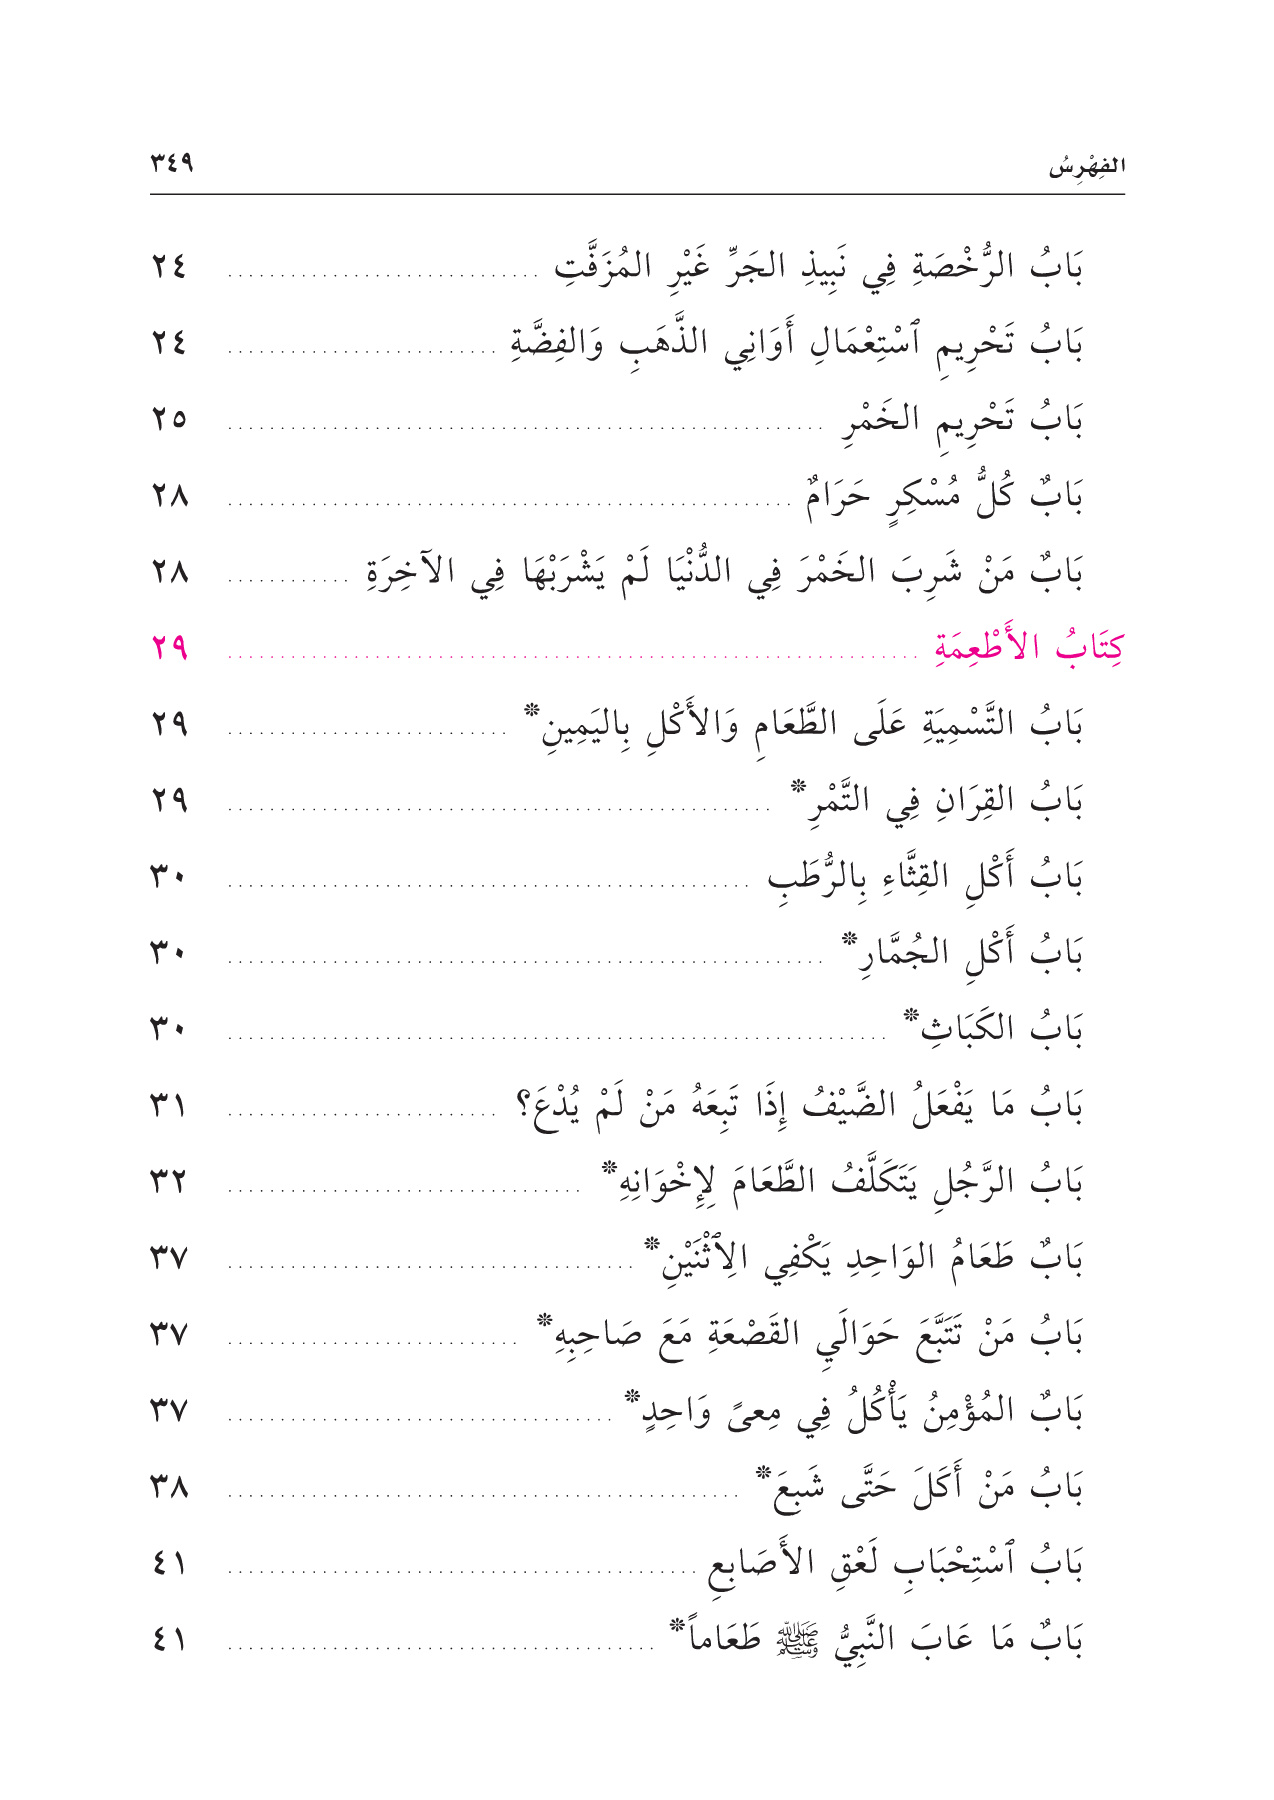 الفِهْرِسُ ٣٤٩
بَابُ الرُّخْصَةِ فِي نَبِيذِ الجَرِّ غَيْرِ المُزَفَّتِ ٢٤
بَابُ تَحْرِيمِ ٱسْتِعْمَالِ أَوَانِي الذَّهَبِ وَالفِضَّةِ ٢٤
بَابُ تَحْرِيمِ الخَمْرِ ٢٥
بَابٌ كُلُّ مُسْكِرٍ حَرَامٌ ٢٨
بَابٌ مَنْ شَرِبَ الخَمْرَ فِي الدُّنْيَا لَمْ يَشْرَبْهَا فِي الآخِرَةِ ٢٨
كِتَابُ الأَطْعِمَةِ ٢٩
بَابُ التَّسْمِيَةِ عَلَى الطَّعَامِ وَالأَكْلِ بِاليَمِينِ* ٢٩
بَابُ القِرَانِ فِي التَّمْرِ* ٢٩
بَابُ أَكْلِ القِثَّاءِ بِالرُّطَبِ ٣٠
بَابُ أَكْلِ الجُمَّارِ* ٣٠
بَابُ الكَبَاثِ* ٣٠
بَابُ مَا يَفْعَلُ الضَّيْفُ إِذَا تَبِعَهُ مَنْ لَمْ يُدْعَ؟ ٣١
بَابُ الرَّجُلِ يَتَكَلَّفُ الطَّعَامَ لِإِخْوَانِهِ* ٣٢
بَابٌ طَعَامُ الوَاحِدِ يَكْفِي الِٱثْنَيْنِ* ٣٧
بَابُ مَنْ تَتَبَّعَ حَوَالَيِ القَصْعَةِ مَعَ صَاحِبِهِ* ٣٧
بَابٌ المُؤْمِنُ يَأْكُلُ فِي مِعىً وَاحِدٍ* ٣٧
بَابُ مَنْ أَكَلَ حَتَّى شَبِعَ* ٣٨
بَابُ ٱسْتِحْبَابِ لَعْقِ الأَصَابِعِ ٤١
بَابٌ مَا عَابَ النَّبِيُّ ﷺ طَعَاماً* ٤١